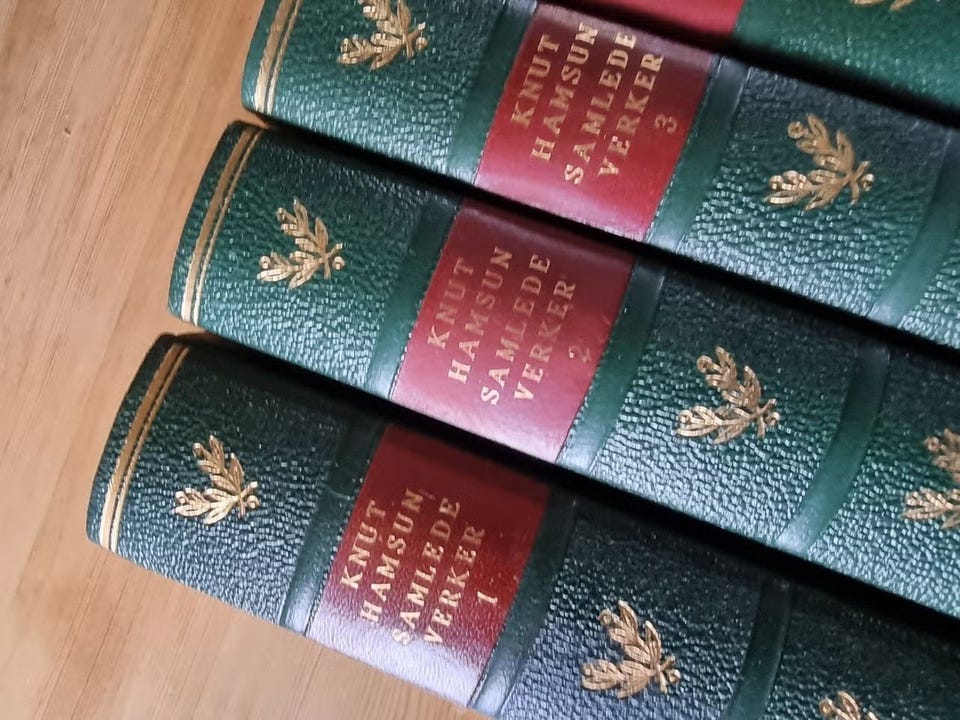 KNUT
HAMSUN
SAMLEDE
VERKER
3
KNUT
HAMSUN
SAMLEDE
VERKER
2
KNUT
HAMSUN
SAMLEDE
VERKER
1